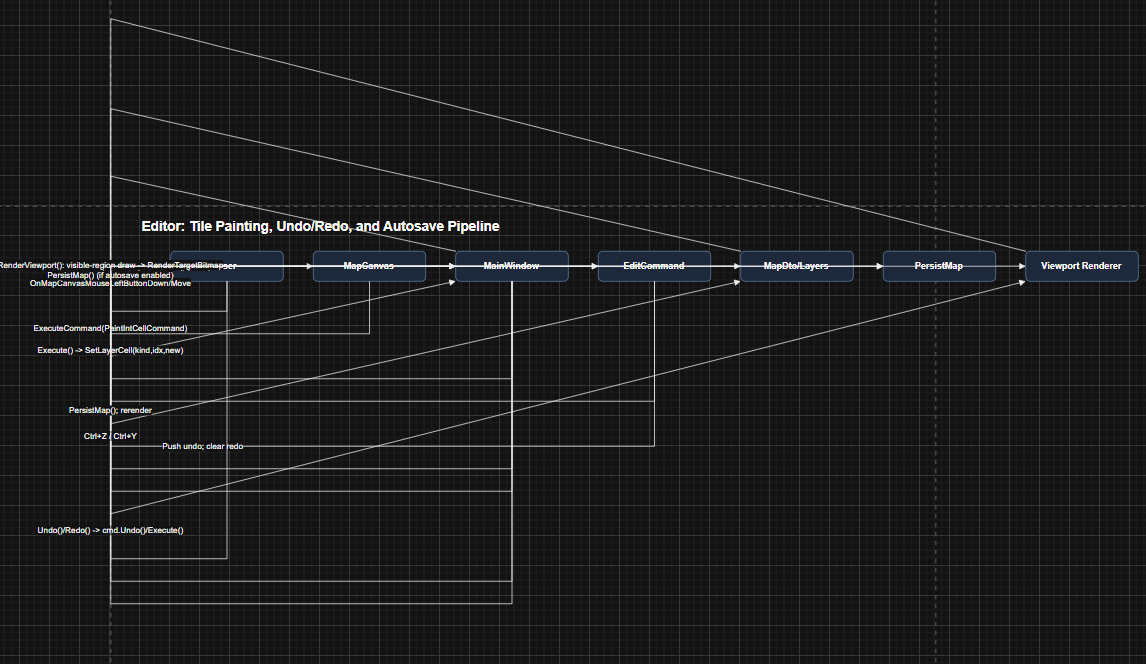 Editor: Tile Painting, Undo/Redo, and Autosave Pipeline
RenderViewport(): visible-region draw -> RenderTargetBitmap
MapCanvas
MainWindow
EditCommand
MapDto/Layers
PersistMap
Viewport Renderer
PersistMap() (if autosave enabled)
OnMapCanvasMouseLeftButtonDown/Move
ExecuteCommand(PaintIntCellCommand)
Execute() -> SetLayerCell(kind,idx,new)
PersistMap(); rerender
Ctrl+Z / Ctrl+Y
Push undo; clear redo
Undo()/Redo() -> cmd.Undo()/Execute()